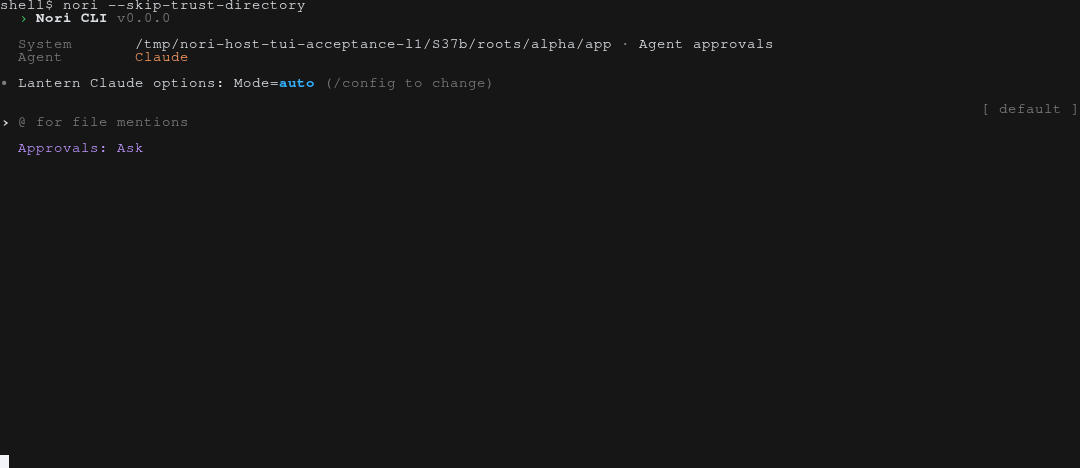 shell$ nori --skip-trust-directory
› Nori CLI v0.0.0
System /tmp/nori-host-tui-acceptance-l1/S37b/roots/alpha/app · Agent approvals
Agent Claude
• Lantern Claude options: Mode=auto (/config to change)
[ default ]
› @ for file mentions
Approvals: Ask